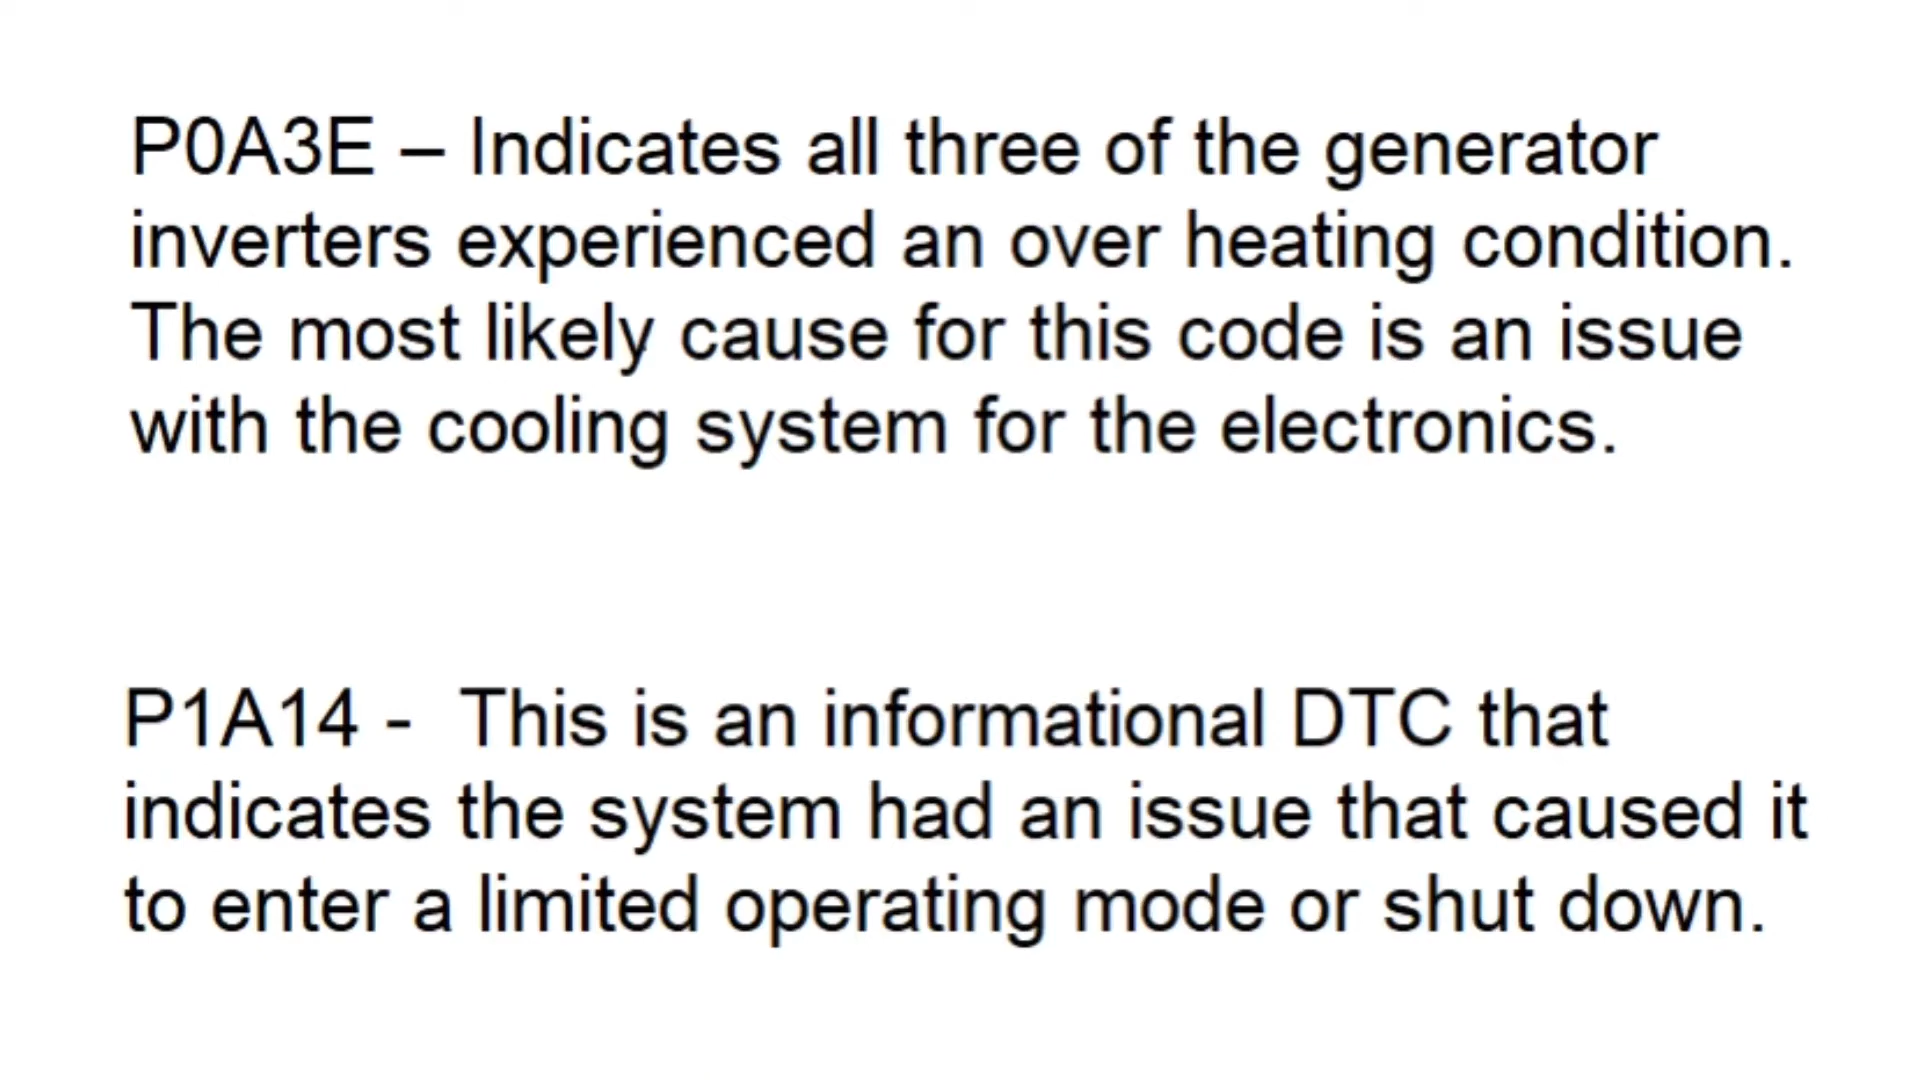 P0A3E – Indicates all three of the generator
inverters experienced an over heating condition.
The most likely cause for this code is an issue
with the cooling system for the electronics.
P1A14 -  This is an informational DTC that
indicates the system had an issue that caused it
to enter a limited operating mode or shut down.